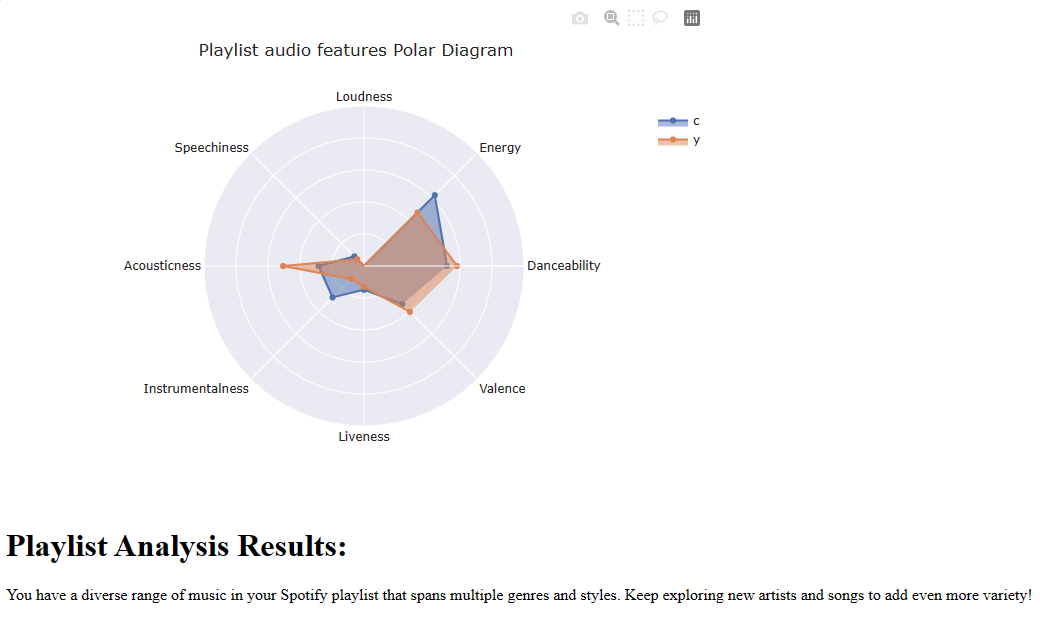 Playlist audio features Polar Diagram
Loudness
c
y
Speechiness
Energy
Acousticness
Danceability
Instrumentalness
Valence
Liveness
Playlist Analysis Results:
You have a diverse range of music in your Spotify playlist that spans multiple genres and styles. Keep exploring new artists and songs to add even more variety!